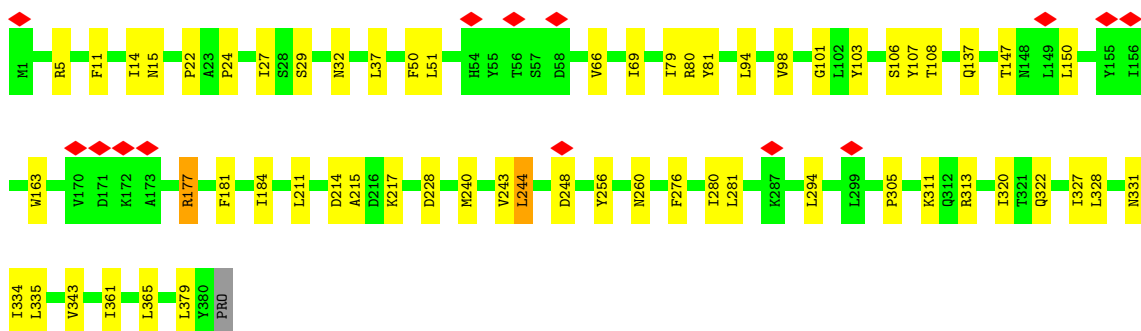 M1 R5 F11 I14 N15 P22 A23 P24 I27 S28 S29 N32 L37 F50 L51 H54 Y55 T56 S57 D58 V66 I69 I79 R80 Y81 L94 V98 G101 L102 Y103 S106 Y107 T108 Q137 T147 N148 L149 L150 Y155 I156
W163 V170 D171 K172 A173 R177 F181 I184 L211 D214 A215 D216 K217 D228 M240 V243 L244 D248 Y256 N260 F276 I280 L281 K287 L294 L299 P305 K311 Q312 R313 I320 T321 Q322 I327 L328 N331
I334 L335 V343 I361 L365 L379 Y380 PRO